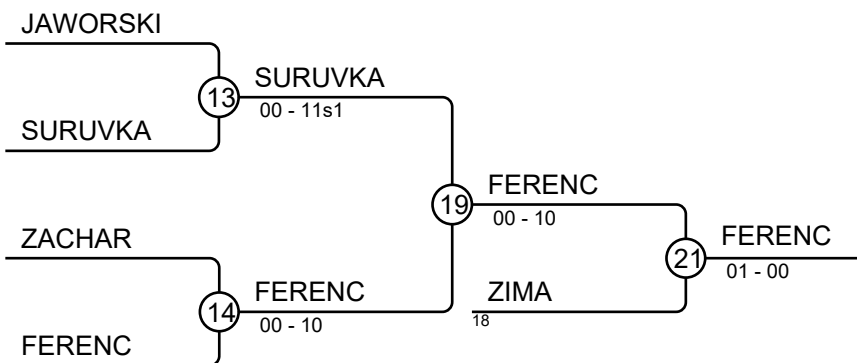 JAWORSKI
13
SURUVKA
00 - 11s1
SURUVKA
19
FERENC
00 - 10
ZACHAR
21
FERENC
01 - 00
14
FERENC
00 - 10
ZIMA
18
FERENC